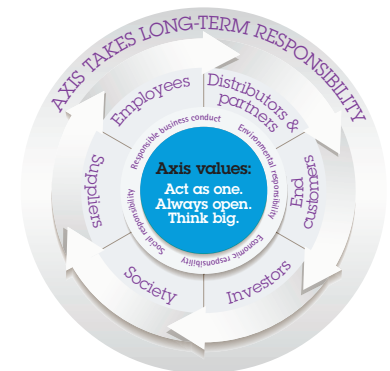 AXIS TAKES LONG-TERM RESPONSIBILITY
Employees
Distributors &
partners
End
customers
Investors
Society
Suppliers
Responsible business conduct
Environmental responsibility
Economic responsibility
Social responsibility
Axis values:
Act as one.
Always open.
Think big.